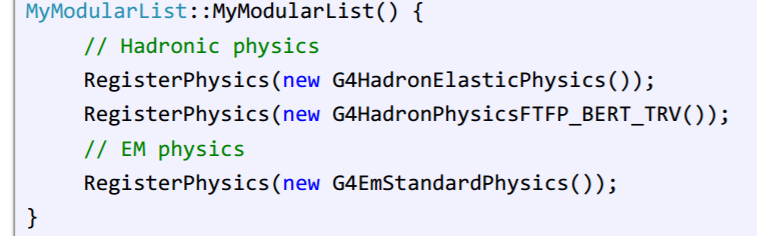 MyModularList::MyModularList() {
    // Hadronic physics
    RegisterPhysics(new G4HadronElasticPhysics());
    RegisterPhysics(new G4HadronPhysicsFTFP_BERT_TRV());
    // EM physics
    RegisterPhysics(new G4EmStandardPhysics());
}